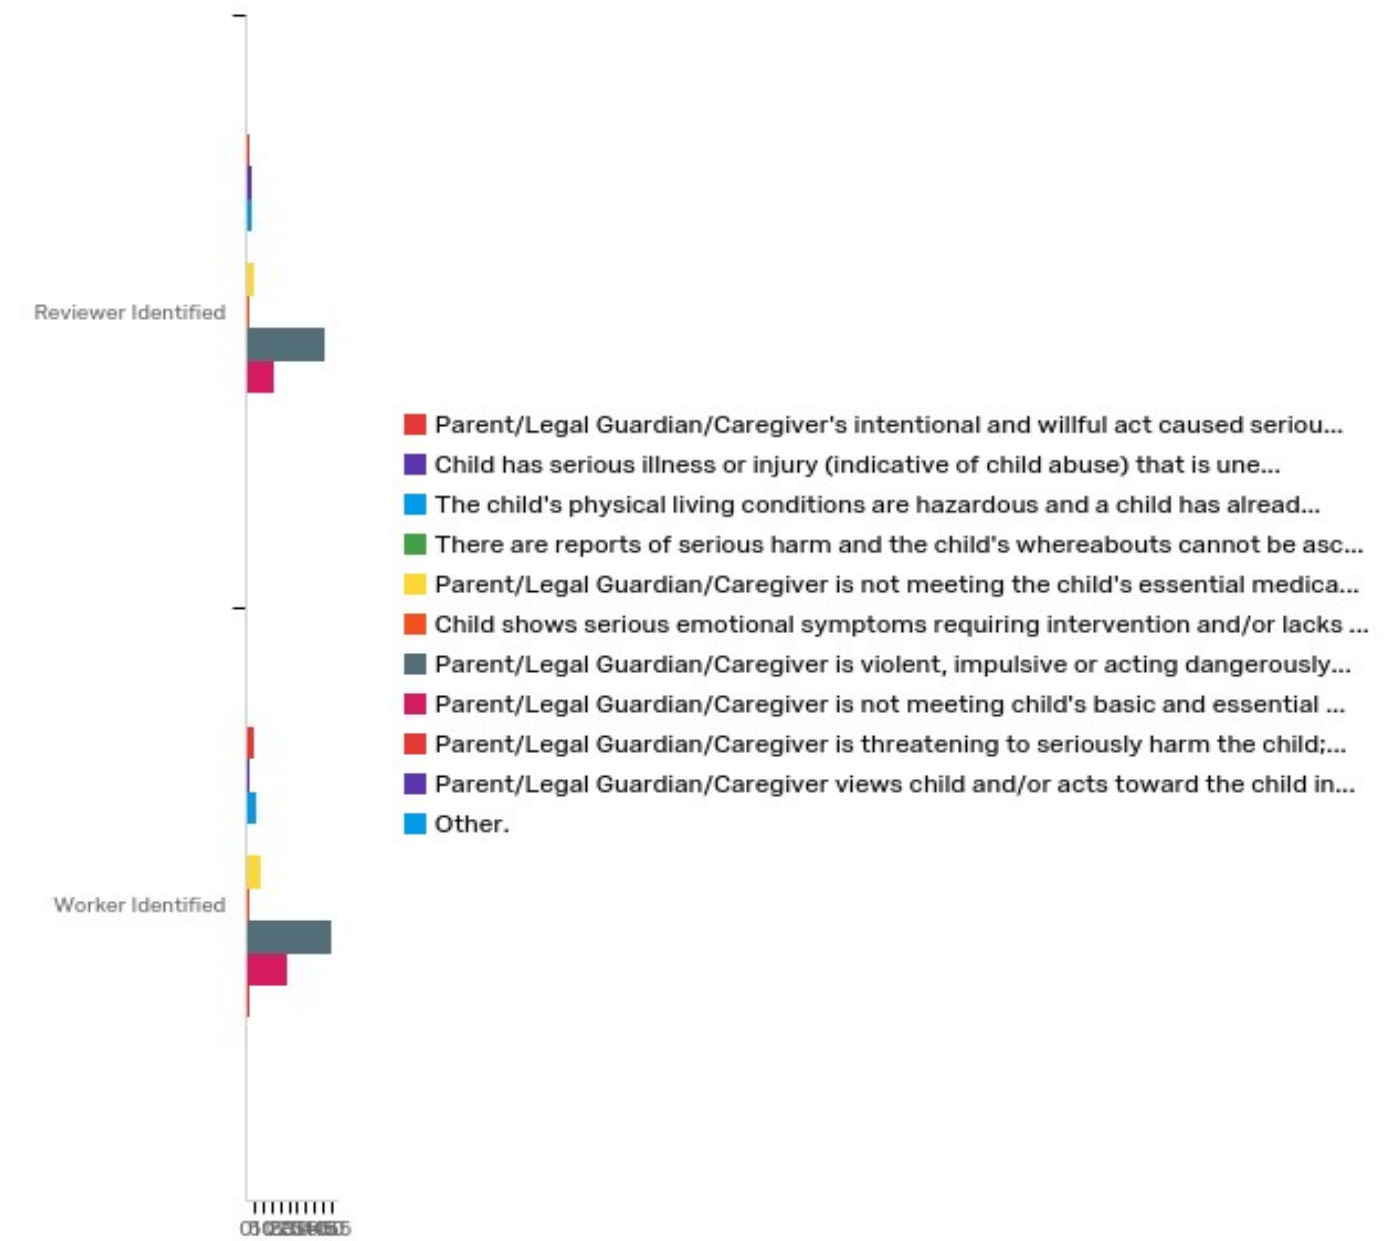 Reviewer Identified
Parent/Legal Guardian/Caregiver's intentional and willful act caused seriou...
Child has serious illness or injury (indicative of child abuse) that is une...
The child's physical living conditions are hazardous and a child has alread...
There are reports of serious harm and the child's whereabouts cannot be asc...
Parent/Legal Guardian/Caregiver is not meeting the child's essential medica...
Child shows serious emotional symptoms requiring intervention and/or lacks ...
Parent/Legal Guardian/Caregiver is violent, impulsive or acting dangerously...
Parent/Legal Guardian/Caregiver is not meeting child's basic and essential ...
Parent/Legal Guardian/Caregiver is threatening to seriously harm the child;...
Parent/Legal Guardian/Caregiver views child and/or acts toward the child in...
Other.
Worker Identified